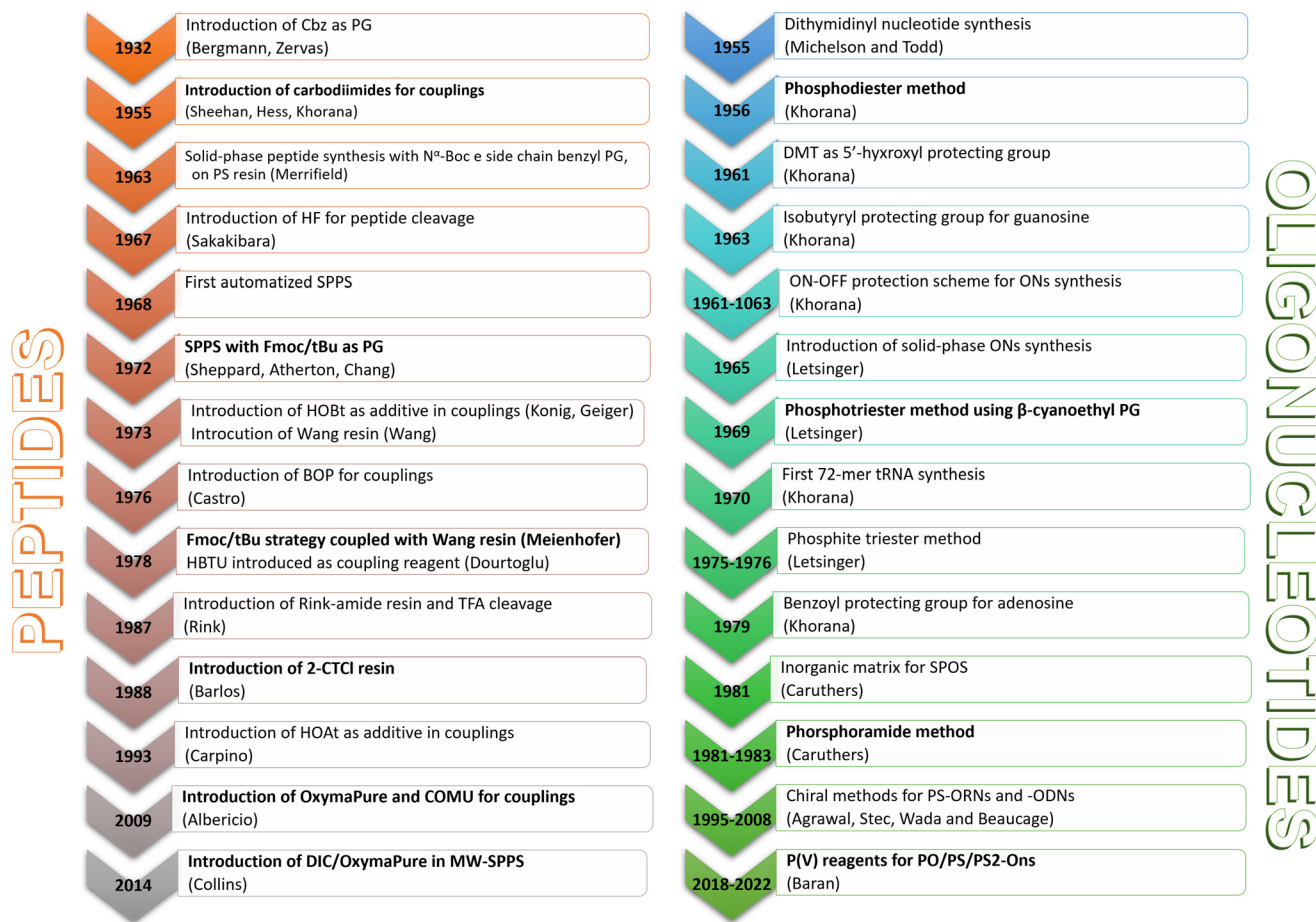 PEPTIDES
1932
Introduction of Cbz as PG
(Bergmann, Zervas)
1955
Introduction of carbodiimides for couplings
(Sheehan, Hess, Khorana)
1963
Solid-phase peptide synthesis with Nᵅ-Boc e side chain benzyl PG,
on PS resin (Merrifield)
1967
Introduction of HF for peptide cleavage
(Sakakibara)
1968
First automatized SPPS
1972
SPPS with Fmoc/tBu as PG
(Sheppard, Atherton, Chang)
1973
Introduction of HOBt as additive in couplings (Konig, Geiger)
Introcution of Wang resin (Wang)
1976
Introduction of BOP for couplings
(Castro)
1978
Fmoc/tBu strategy coupled with Wang resin (Meienhofer)
HBTU introduced as coupling reagent (Dourtoglu)
1987
Introduction of Rink-amide resin and TFA cleavage
(Rink)
1988
Introduction of 2-CTCl resin
(Barlos)
1993
Introduction of HOAt as additive in couplings
(Carpino)
2009
Introduction of OxymaPure and COMU for couplings
(Albericio)
2014
Introduction of DIC/OxymaPure in MW-SPPS
(Collins)
1955
Dithymidinyl nucleotide synthesis
(Michelson and Todd)
1956
Phosphodiester method
(Khorana)
1961
DMT as 5’-hyxroxyl protecting group
(Khorana)
1963
Isobutyryl protecting group for guanosine
(Khorana)
1961-1063
ON-OFF protection scheme for ONs synthesis
(Khorana)
1965
Introduction of solid-phase ONs synthesis
(Letsinger)
1969
Phosphotriester method using β-cyanoethyl PG
(Letsinger)
1970
First 72-mer tRNA synthesis
(Khorana)
1975-1976
Phosphite triester method
(Letsinger)
1979
Benzoyl protecting group for adenosine
(Khorana)
1981
Inorganic matrix for SPOS
(Caruthers)
1981-1983
Phorsphoramide method
(Caruthers)
1995-2008
Chiral methods for PS-ORNs and -ODNs
(Agrawal, Stec, Wada and Beaucage)
2018-2022
P(V) reagents for PO/PS/PS2-Ons
(Baran)
OLIGONUCLEOTIDES